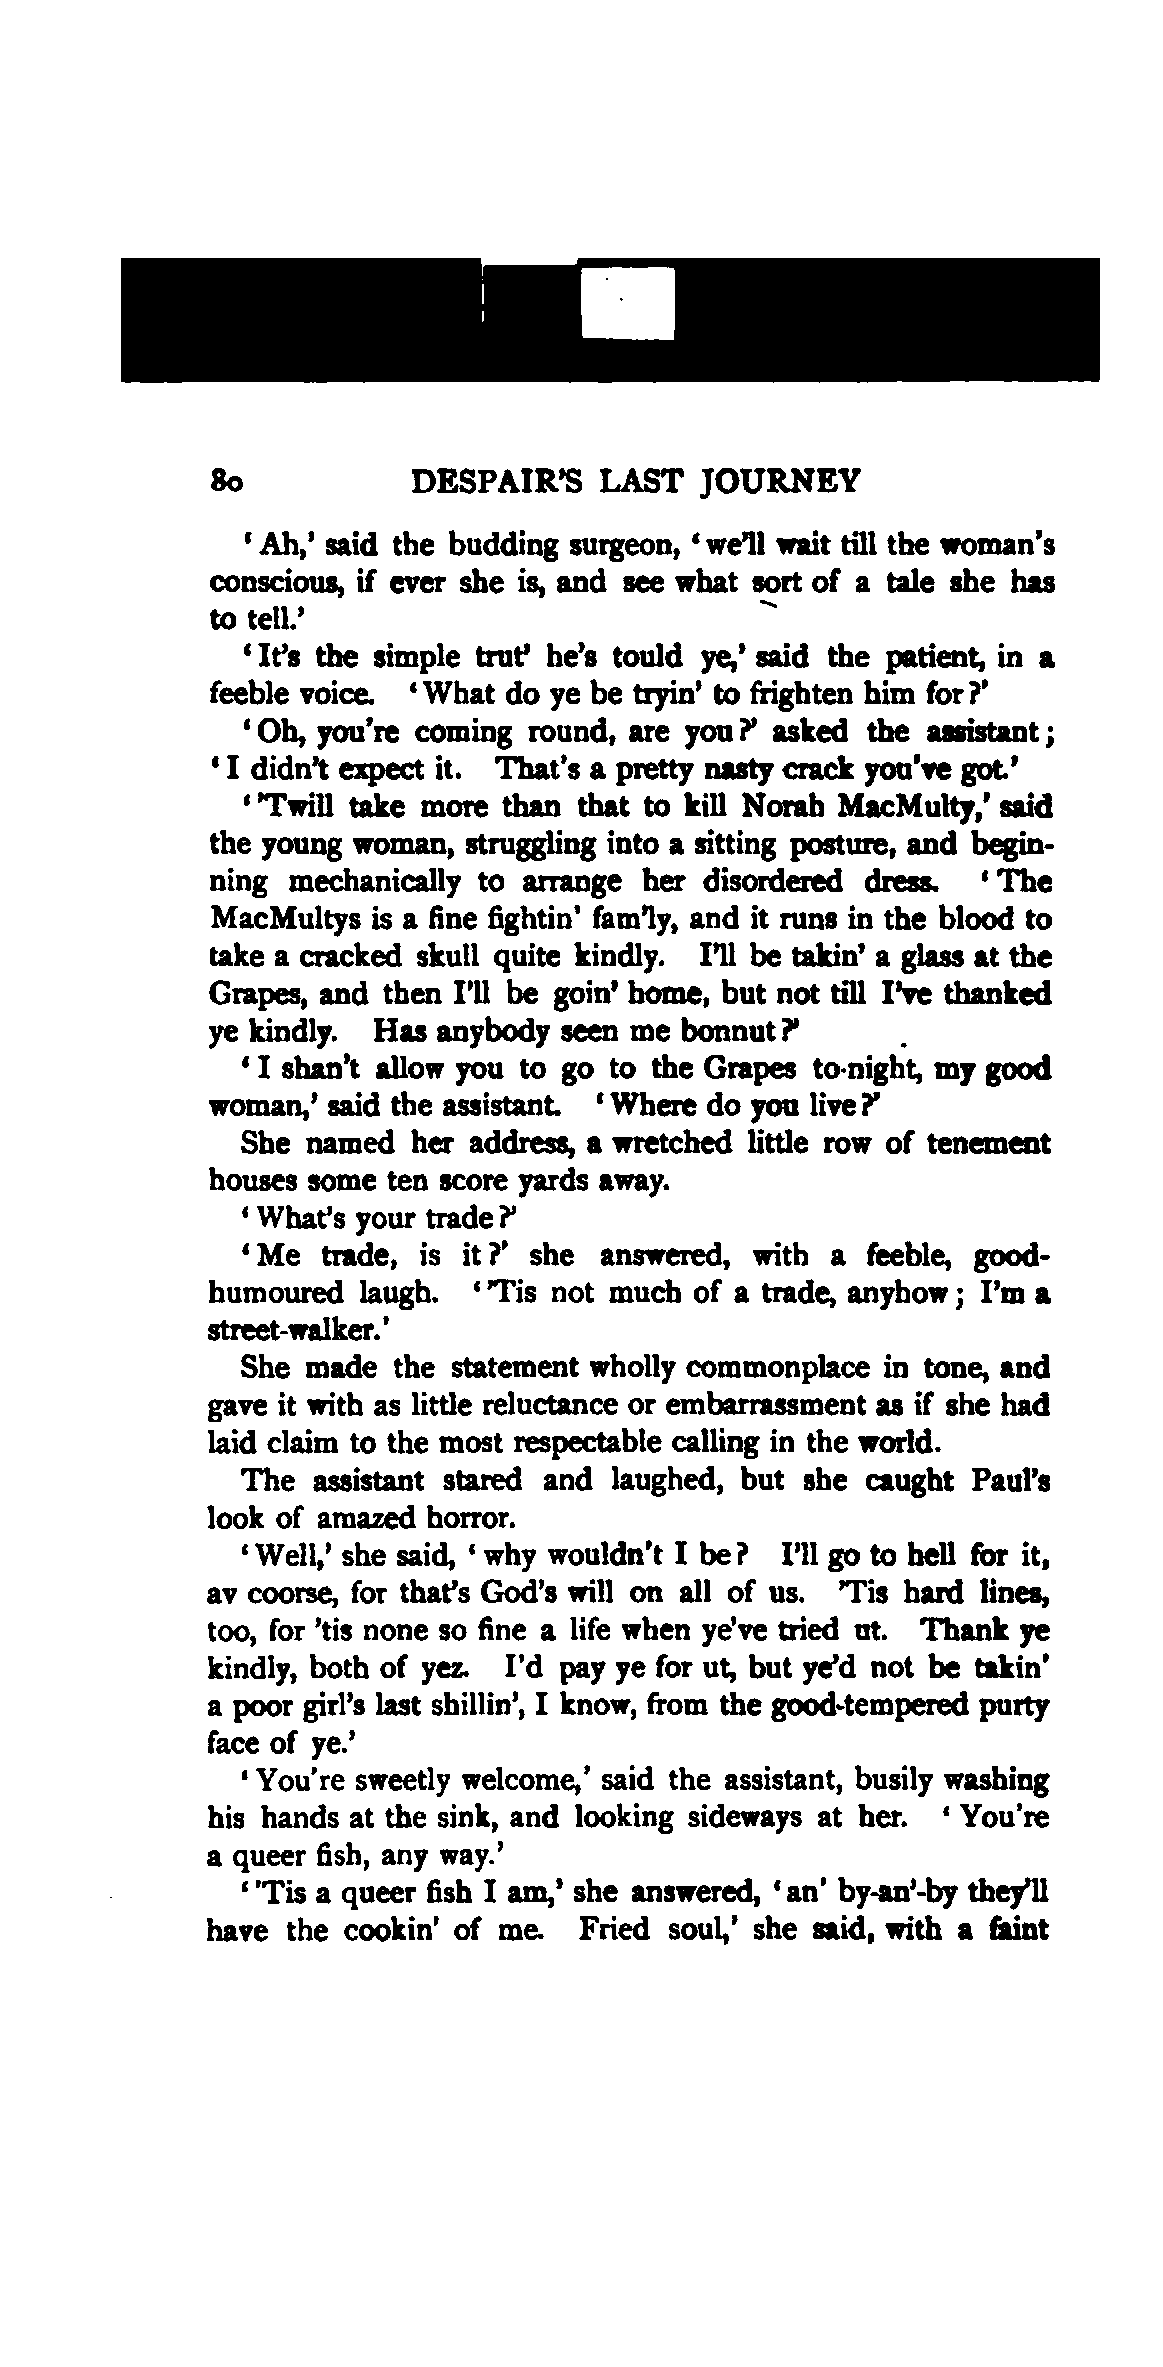 80 DESPAIR'S LAST JOURNEY
‘Ah,’ said the budding surgeon, ‘we'll wait till the woman's
conscious, if ever she is, and see what sort of a tale she has
to tell.’
‘It's the simple trut' he's tould ye,’ said the patient, in a
feeble voice. ‘What do ye be tryin' to frighten him for?’
‘Oh, you're coming round, are you?’ asked the assistant;
‘I didn't expect it. That's a pretty nasty crack you've got.’
‘'Twill take more than that to kill Norah MacMulty,’ said
the young woman, struggling into a sitting posture, and begin-
ning mechanically to arrange her disordered dress. ‘The
MacMultys is a fine fightin' fam'ly, and it runs in the blood to
take a cracked skull quite kindly. I'll be takin' a glass at the
Grapes, and then I'll be goin' home, but not till I've thanked
ye kindly. Has anybody seen me bonnut?’
‘I shan't allow you to go to the Grapes to-night, my good
woman,’ said the assistant. ‘Where do you live?’
She named her address, a wretched little row of tenement
houses some ten score yards away.
‘What's your trade?’
‘Me trade, is it?’ she answered, with a feeble, good-
humoured laugh. ‘'Tis not much of a trade, anyhow; I'm a
street-walker.’
She made the statement wholly commonplace in tone, and
gave it with as little reluctance or embarrassment as if she had
laid claim to the most respectable calling in the world.
The assistant stared and laughed, but she caught Paul's
look of amazed horror.
‘Well,’ she said, ‘why wouldn't I be? I'll go to hell for it,
av coorse, for that's God's will on all of us. 'Tis hard lines,
too, for 'tis none so fine a life when ye've tried ut. Thank ye
kindly, both of yez. I'd pay ye for ut, but ye'd not be takin'
a poor girl's last shillin', I know, from the good-tempered purty
face of ye.’
‘You're sweetly welcome,’ said the assistant, busily washing
his hands at the sink, and looking sideways at her. ‘You're
a queer fish, any way.’
‘'Tis a queer fish I am,’ she answered, ‘an' by-an'-by they'll
have the cookin' of me. Fried soul,’ she said, with a faint